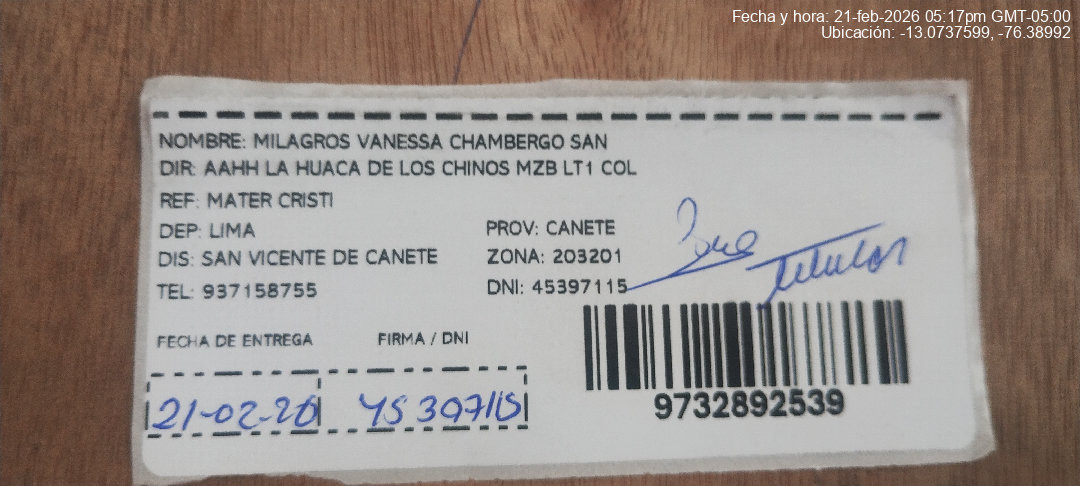 Fecha y hora: 21-feb-2026 05:17pm GMT-05:00
Ubicación: -13.0737599, -76.38992
NOMBRE: MILAGROS VANESSA CHAMBERGO SAN
DIR: AAHH LA HUACA DE LOS CHINOS MZB LT1 COL
REF: MATER CRISTI
DEP: LIMA PROV: CANETE
DIS: SAN VICENTE DE CANETE ZONA: 203201
TEL: 937158755 DNI: 45397115
titular
FECHA DE ENTREGA FIRMA / DNI
21-02-26 45397115
9732892539